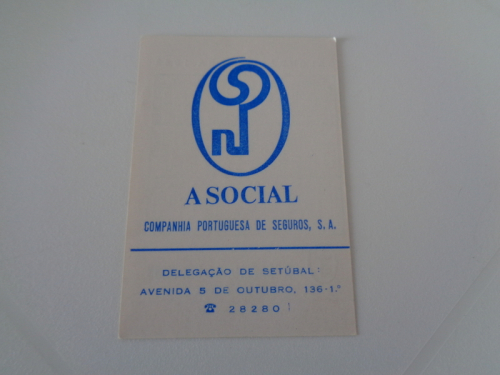 A SOCIAL
COMPANHIA PORTUGUESA DE SEGUROS, S. A.
DELEGAÇÃO DE SETÚBAL:
AVENIDA 5 DE OUTUBRO, 136-1.º
☎ 28280